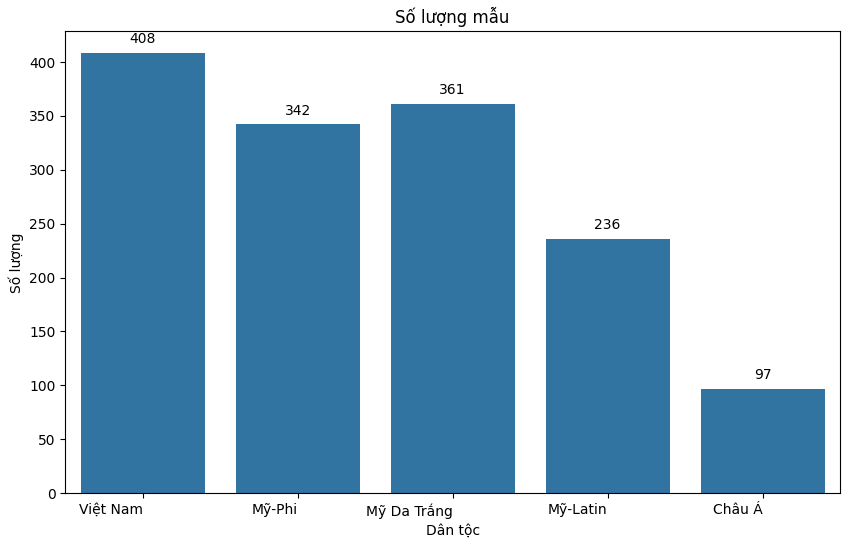 Số lượng mẫu
408
342
361
236
97
400
350
300
250
200
150
100
50
0
Số lượng
Việt Nam
Mỹ-Phi
Mỹ Da Trắng
Mỹ-Latin
Châu Á
Dân tộc